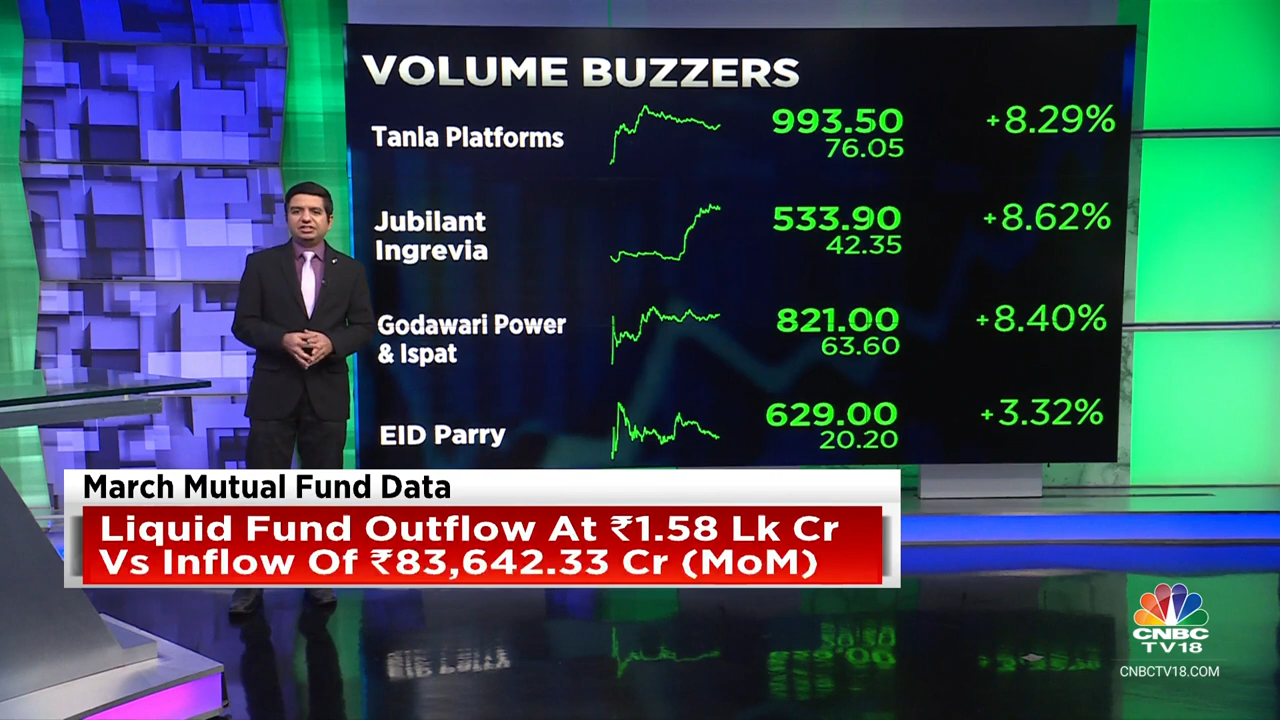 VOLUME BUZZERS
Tanla Platforms
993.50
+8.29%
76.05
Jubilant
Ingrevia
533.90
+8.62%
42.35
Godawari Power
& Ispat
821.00
+8.40%
63.60
EID Parry
629.00
+3.32%
20.20
March Mutual Fund Data
Liquid Fund Outflow At ₹1.58 Lk Cr
Vs Inflow Of ₹83,642.33 Cr (MoM)
CNBC
TV18
CNBCTV18.COM